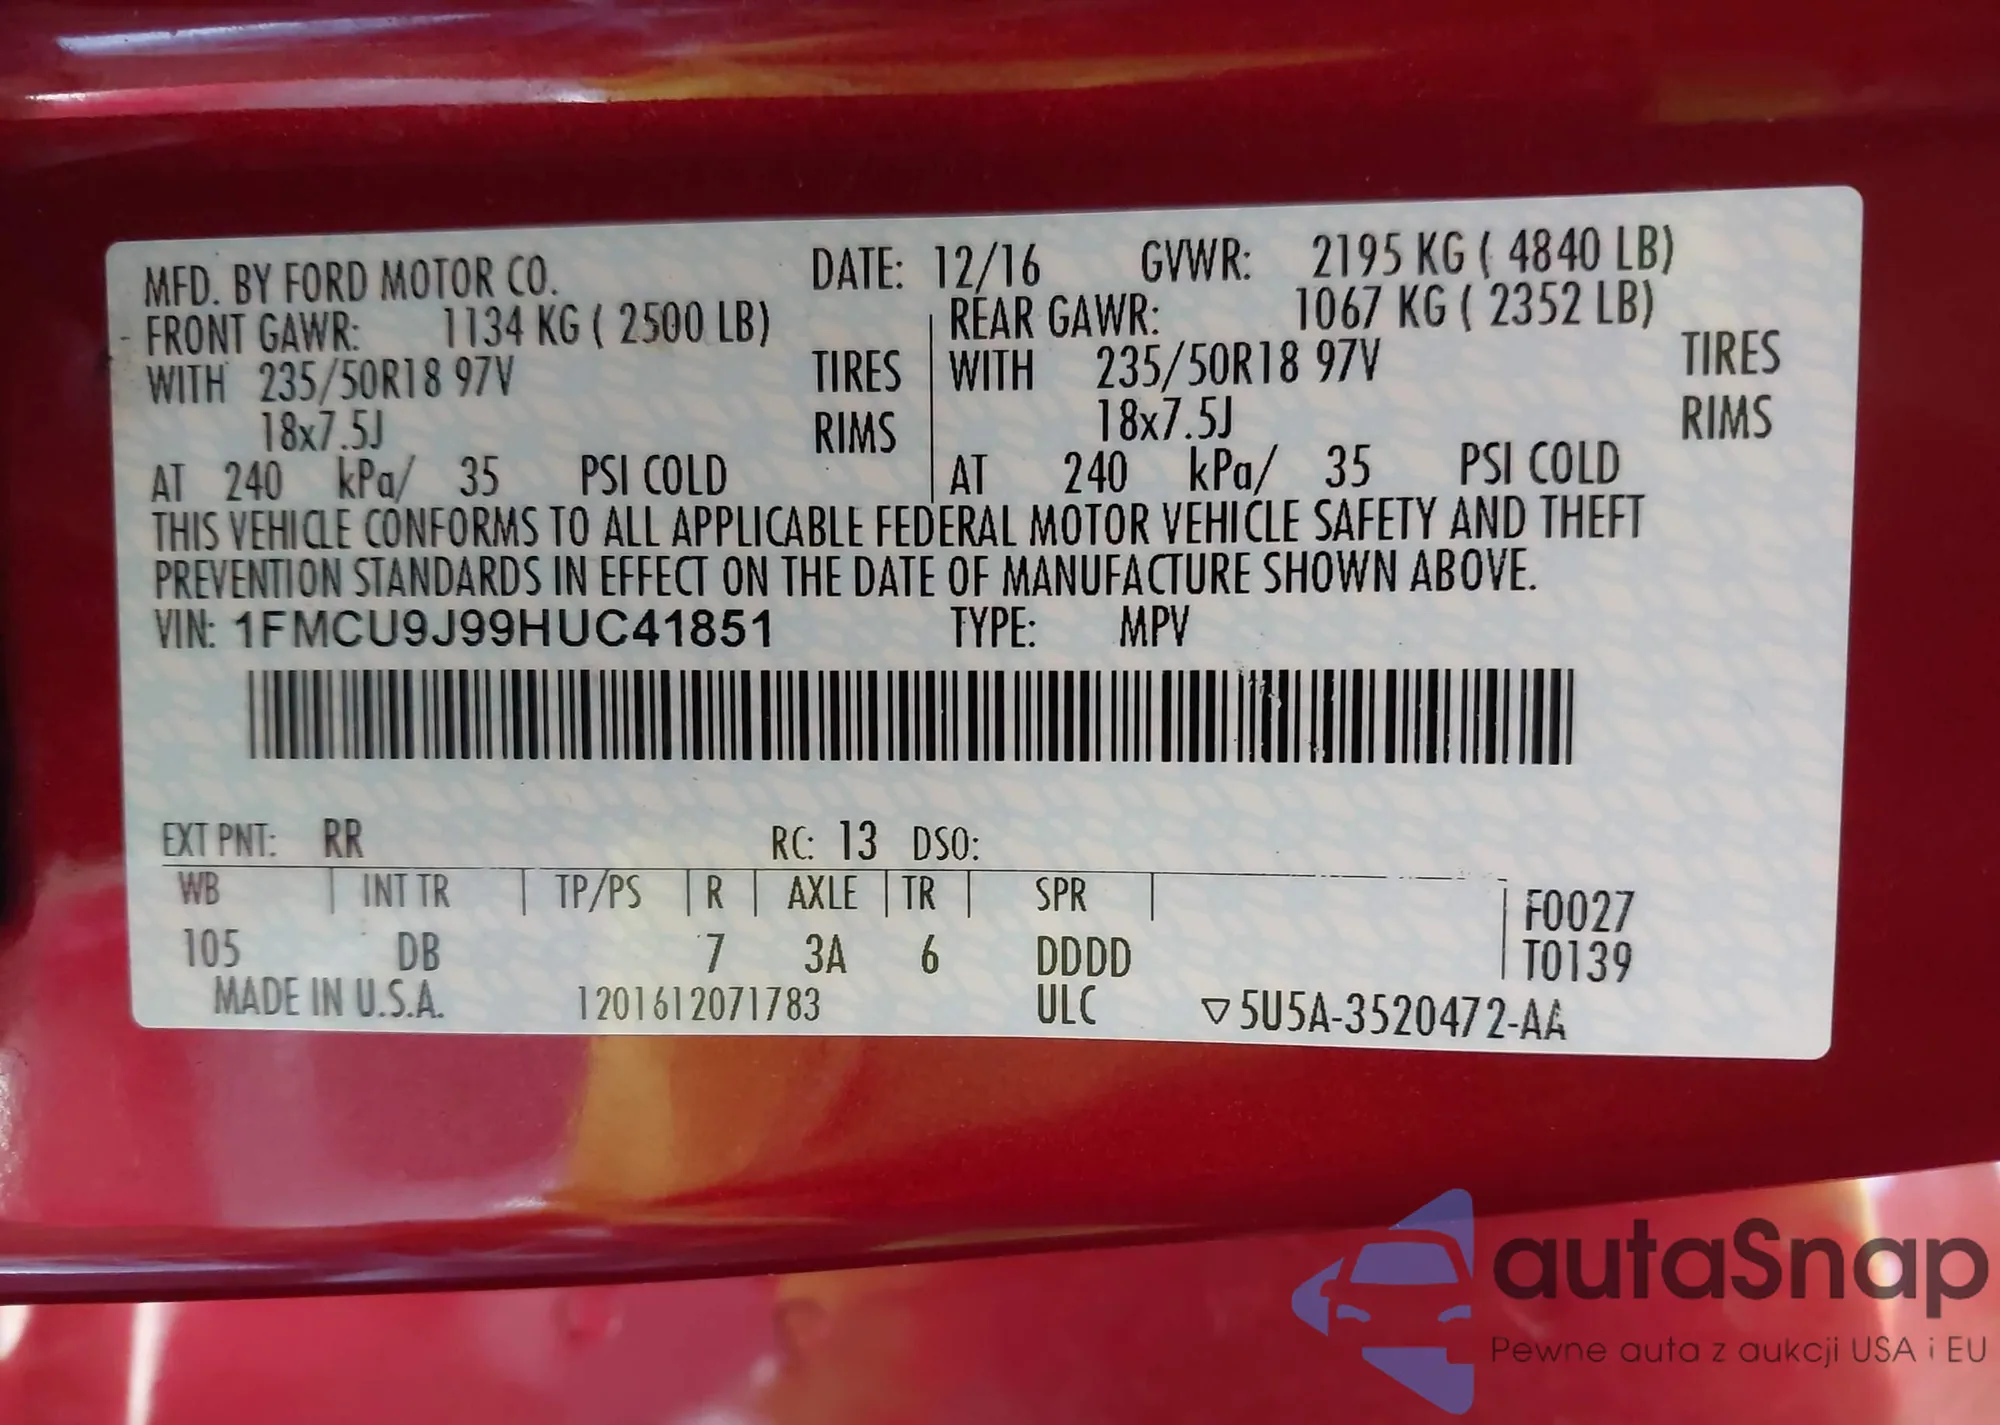 MFD. BY FORD MOTOR CO. DATE: 12/16 GVWR: 2195 KG ( 4840 LB)
FRONT GAWR: 1134 KG ( 2500 LB) REAR GAWR: 1067 KG ( 2352 LB)
WITH 235/50R18 97V TIRES WITH 235/50R18 97V TIRES
18x7.5J RIMS 18x7.5J RIMS
AT 240 kPa/ 35 PSI COLD AT 240 kPa/ 35 PSI COLD
THIS VEHICLE CONFORMS TO ALL APPLICABLE FEDERAL MOTOR VEHICLE SAFETY AND THEFT
PREVENTION STANDARDS IN EFFECT ON THE DATE OF MANUFACTURE SHOWN ABOVE.
VIN: 1FMCU9J99HUC41851 TYPE: MPV
EXT PNT: RR RC: 13 DSO:
WB INT TR TP/PS R AXLE TR SPR F0027
105 DB 7 3A 6 DDDD T0139
MADE IN U.S.A. 1201612071783 ULC ▽5U5A-3520472-AA
autaSnap
Pewne auta z aukcji USA i EU